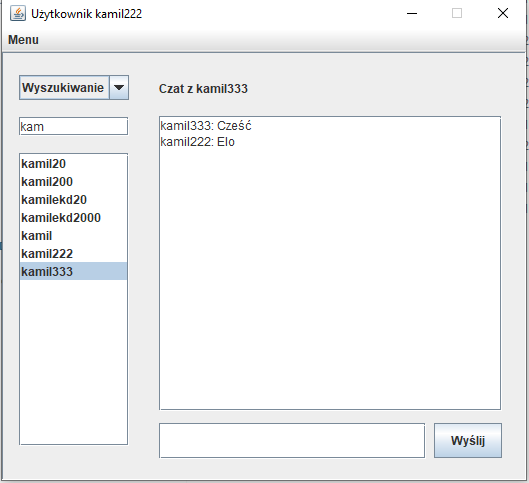 Użytkownik kamil222
Menu
Wyszukiwanie
Czat z kamil333
kam
kamil20
kamil200
kamilekd20
kamilekd2000
kamil
kamil222
kamil333
kamil333: Cześć
kamil222: Elo
Wyślij